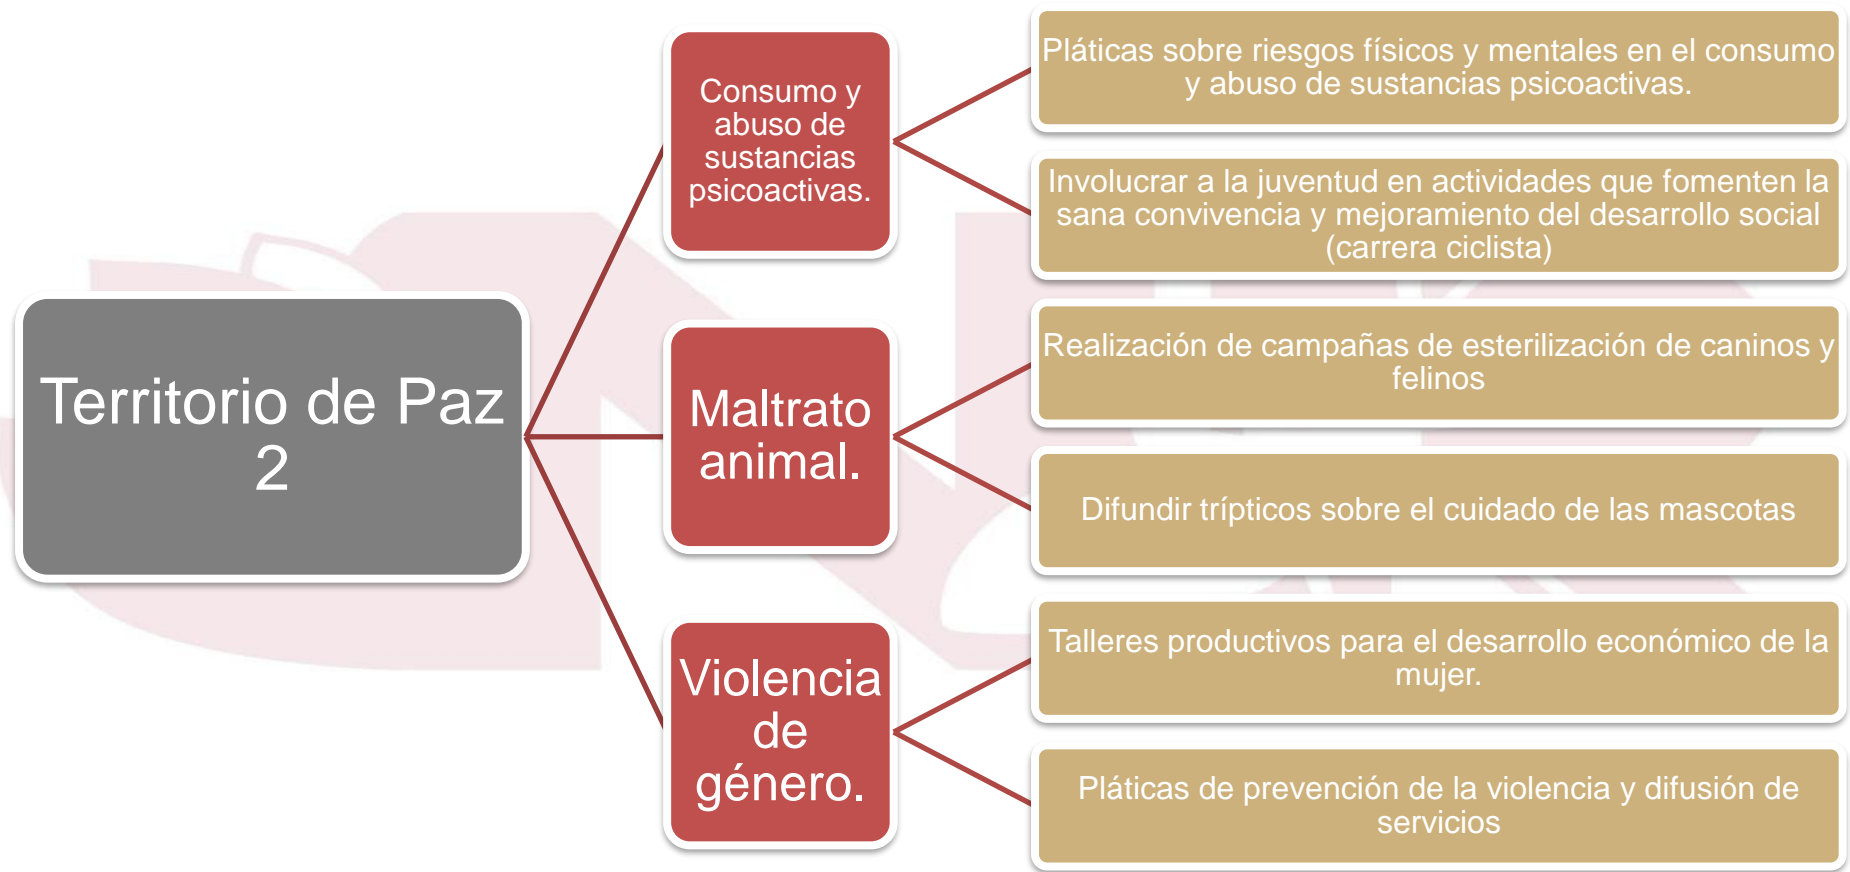 Territorio de Paz
2
Consumo y
abuso de
sustancias
psicoactivas.
Pláticas sobre riesgos físicos y mentales en el consumo
y abuso de sustancias psicoactivas.
Involucrar a la juventud en actividades que fomenten la
sana convivencia y mejoramiento del desarrollo social
(carrera ciclista)
Maltrato
animal.
Realización de campañas de esterilización de caninos y
felinos
Difundir trípticos sobre el cuidado de las mascotas
Violencia
de
género.
Talleres productivos para el desarrollo económico de la
mujer.
Pláticas de prevención de la violencia y difusión de
servicios